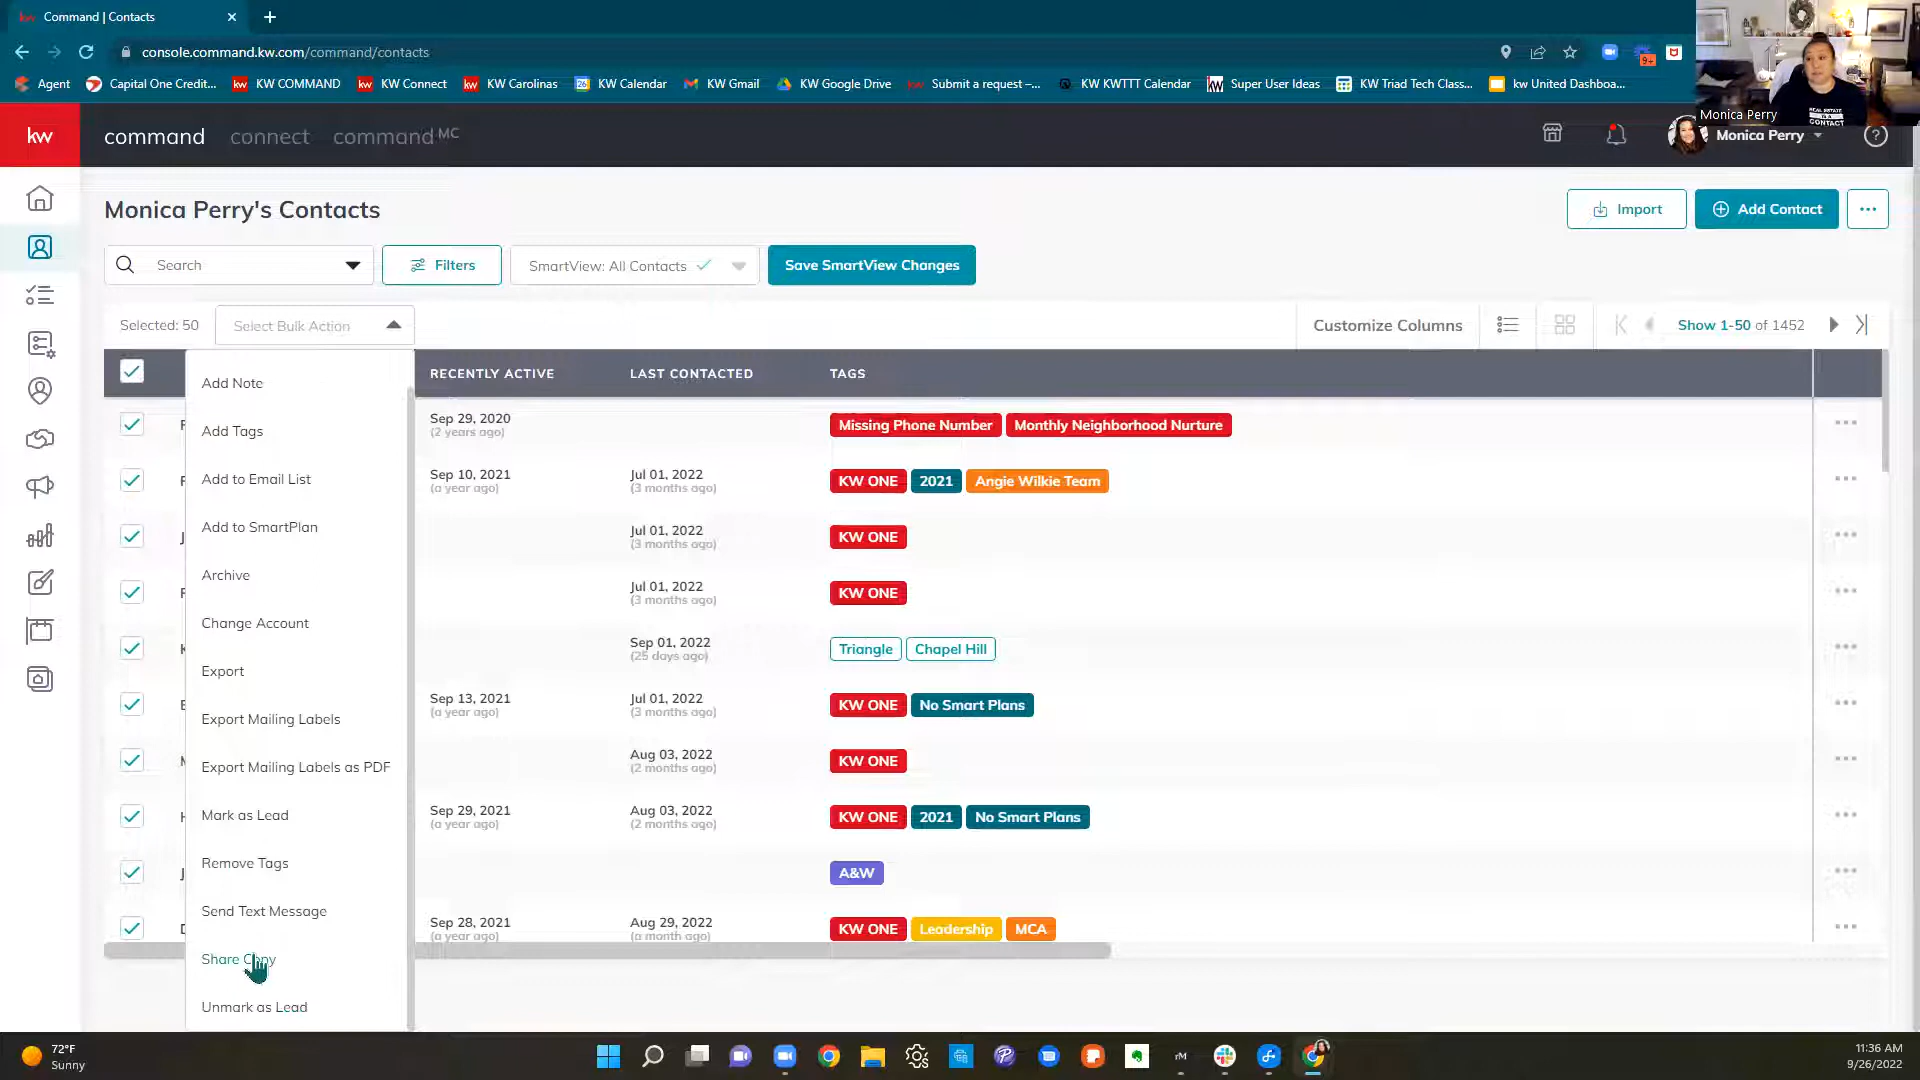 kw Command | Contacts
console.command.kw.com/command/contacts
9+
Agent Capital One Credit... KW COMMAND KW Connect KW Carolinas KW Calendar KW Gmail KW Google Drive Submit a request –... KW KWTTT Calendar Super User Ideas KW Triad Tech Class... kw United Dashboa...
REAL ESTATE
CONTACT
Monica Perry
kw command connect command MC Monica Perry ?
Monica Perry's Contacts Import Add Contact ...
Search Filters SmartView: All Contacts Save SmartView Changes
Selected: 50 Select Bulk Action Customize Columns Show 1-50 of 1452
RECENTLY ACTIVE LAST CONTACTED TAGS
Add Note
Add Tags
Add to Email List
Add to SmartPlan
Archive
Change Account
Export
Export Mailing Labels
Export Mailing Labels as PDF
Mark as Lead
Remove Tags
Send Text Message
Share Copy
Unmark as Lead
Sep 29, 2020 Missing Phone Number Monthly Neighborhood Nurture
(2 years ago)
Sep 10, 2021 Jul 01, 2022 KW ONE 2021 Angie Wilkie Team
(a year ago) (3 months ago)
J Jul 01, 2022 KW ONE
(3 months ago)
Jul 01, 2022 KW ONE
(3 months ago)
Sep 01, 2022 Triangle Chapel Hill
(25 days ago)
Sep 13, 2021 Jul 01, 2022 KW ONE No Smart Plans
(a year ago) (3 months ago)
Aug 03, 2022 KW ONE
(2 months ago)
Sep 29, 2021 Aug 03, 2022 KW ONE 2021 No Smart Plans
(a year ago) (2 months ago)
J A&W
Sep 28, 2021 Aug 29, 2022 KW ONE Leadership MCA
(a year ago) (a month ago)
72°F
Sunny
rM
11:36 AM
9/26/2022